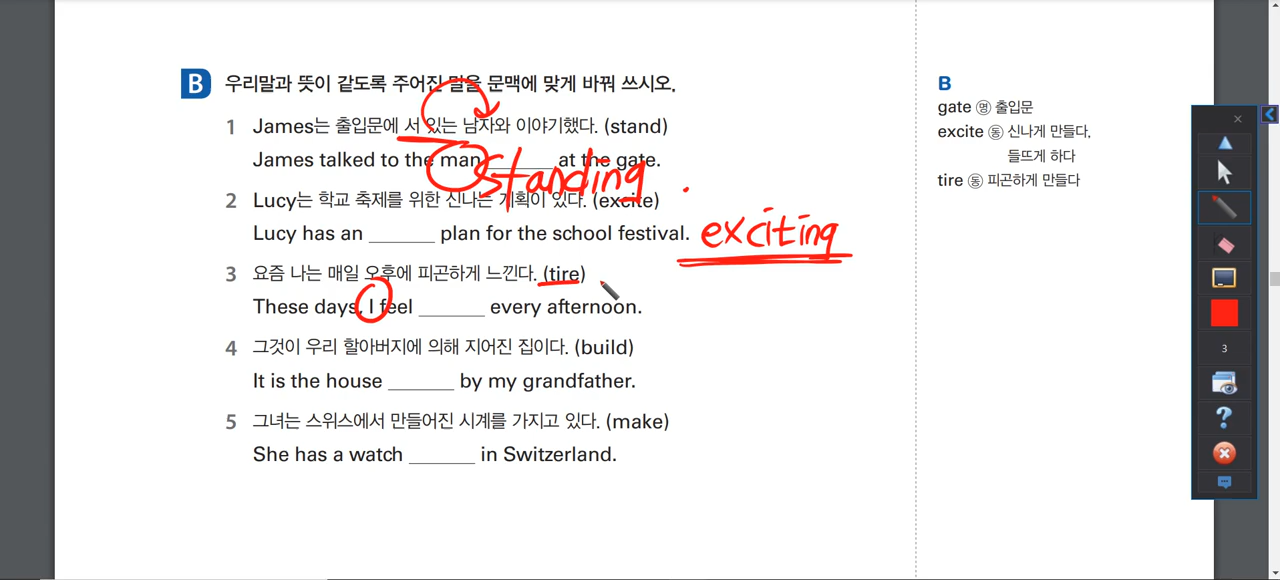 B 우리말과 뜻이 같도록 주어진 말을 문맥에 맞게 바꿔 쓰시오.
1 James는 출입문에 서 있는 남자와 이야기했다. (stand)
James talked to the man ______ at the gate.
standing
2 Lucy는 학교 축제를 위한 신나는 계획이 있다. (excite)
Lucy has an ______ plan for the school festival. exciting
3 요즘 나는 매일 오후에 피곤하게 느낀다. (tire)
These days, I feel ______ every afternoon.
4 그것이 우리 할아버지에 의해 지어진 집이다. (build)
It is the house ______ by my grandfather.
5 그녀는 스위스에서 만들어진 시계를 가지고 있다. (make)
She has a watch ______ in Switzerland.
B
gate 명 출입문
excite 동 신나게 만들다,
들뜨게 하다
tire 동 피곤하게 만들다
3